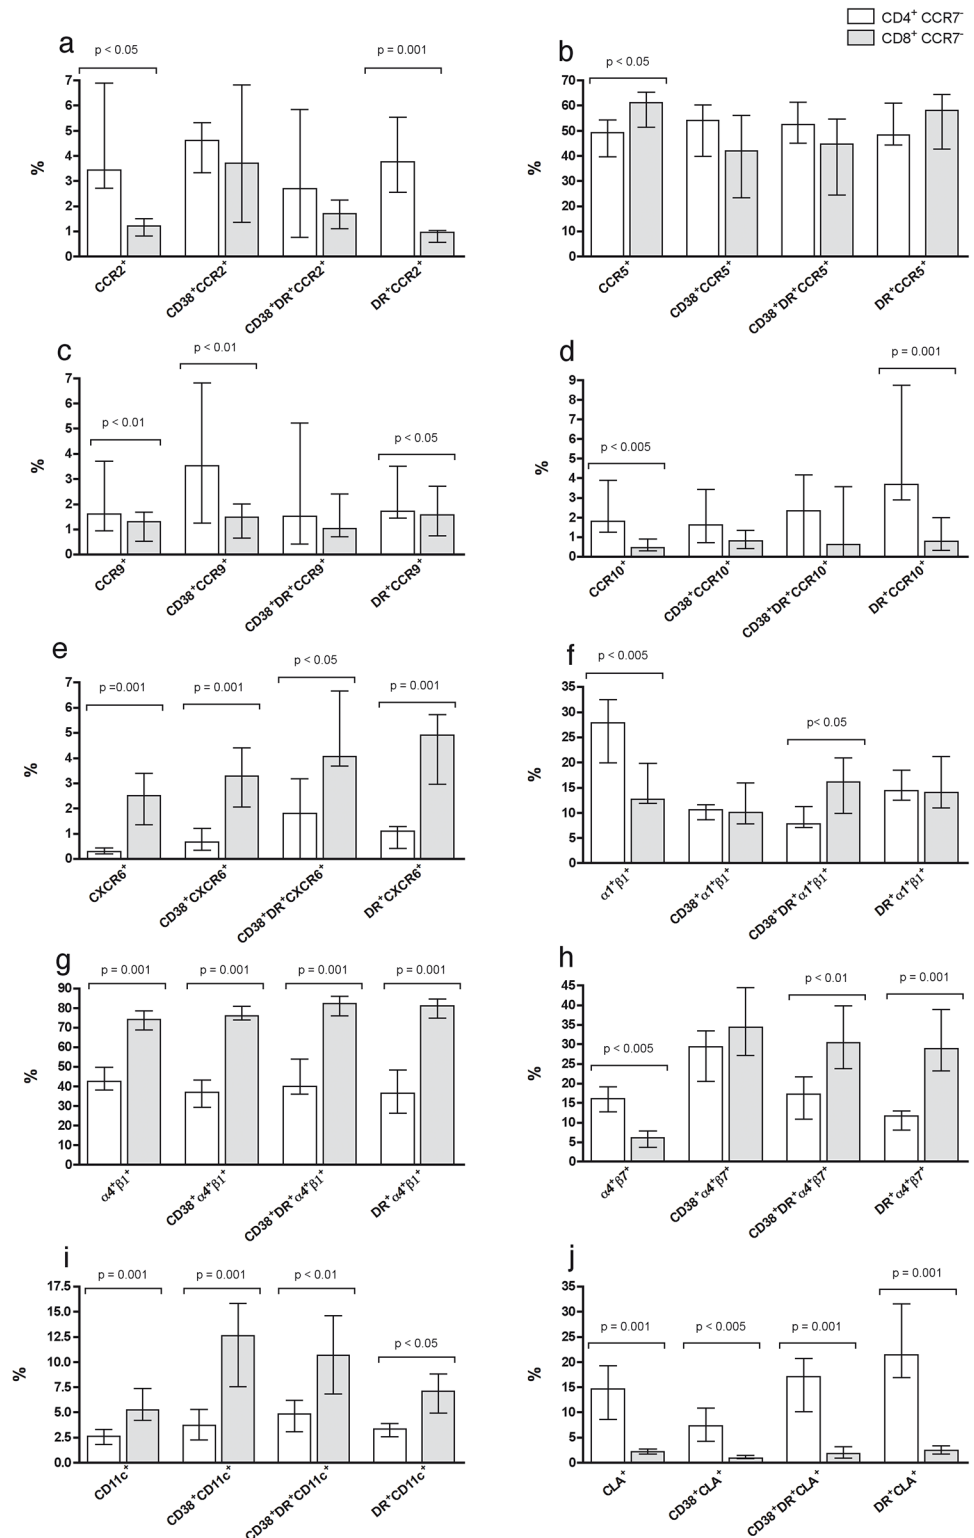 CD4⁺ CCR7⁻
CD8⁺ CCR7⁻
a
p < 0.05
p = 0.001
7
6
5
4
3
2
1
0
%
CCR2⁺
CD38⁺CCR2⁺
CD38⁺DR⁺CCR2⁺
DR⁺CCR2⁺
b
p < 0.05
70
60
50
40
30
20
10
0
%
CCR5⁺
CD38⁺CCR5⁺
CD38⁺DR⁺CCR5⁺
DR⁺CCR5⁺
c
p < 0.01
p < 0.01
p < 0.05
7
6
5
4
3
2
1
0
%
CCR9⁺
CD38⁺CCR9⁺
CD38⁺DR⁺CCR9⁺
DR⁺CCR9⁺
d
p < 0.005
p = 0.001
9
8
7
6
5
4
3
2
1
0
%
CCR10⁺
CD38⁺CCR10⁺
CD38⁺DR⁺CCR10⁺
DR⁺CCR10⁺
e
p =0.001
p = 0.001
p < 0.05
p = 0.001
7
6
5
4
3
2
1
0
%
CXCR6⁺
CD38⁺CXCR6⁺
CD38⁺DR⁺CXCR6⁺
DR⁺CXCR6⁺
f
p < 0.005
p< 0.05
35
30
25
20
15
10
5
0
%
α1⁺β1⁺
CD38⁺α1⁺β1⁺
CD38⁺DR⁺α1⁺β1⁺
DR⁺α1⁺β1⁺
g
p = 0.001
p = 0.001
p = 0.001
p = 0.001
90
80
70
60
50
40
30
20
10
0
%
α4⁺β1⁺
CD38⁺α4⁺β1⁺
CD38⁺DR⁺α4⁺β1⁺
DR⁺α4⁺β1⁺
h
p < 0.005
p < 0.01
p = 0.001
45
40
35
30
25
20
15
10
5
0
%
α4⁺β7⁺
CD38⁺α4⁺β7⁺
CD38⁺DR⁺α4⁺β7⁺
DR⁺α4⁺β7⁺
i
p = 0.001
p = 0.001
p < 0.01
p < 0.05
17.5
15.0
12.5
10.0
7.5
5.0
2.5
0.0
%
CD11c⁺
CD38⁺CD11c⁺
CD38⁺DR⁺CD11c⁺
DR⁺CD11c⁺
j
p = 0.001
p < 0.005
p = 0.001
p = 0.001
35
30
25
20
15
10
5
0
%
CLA⁺
CD38⁺CLA⁺
CD38⁺DR⁺CLA⁺
DR⁺CLA⁺